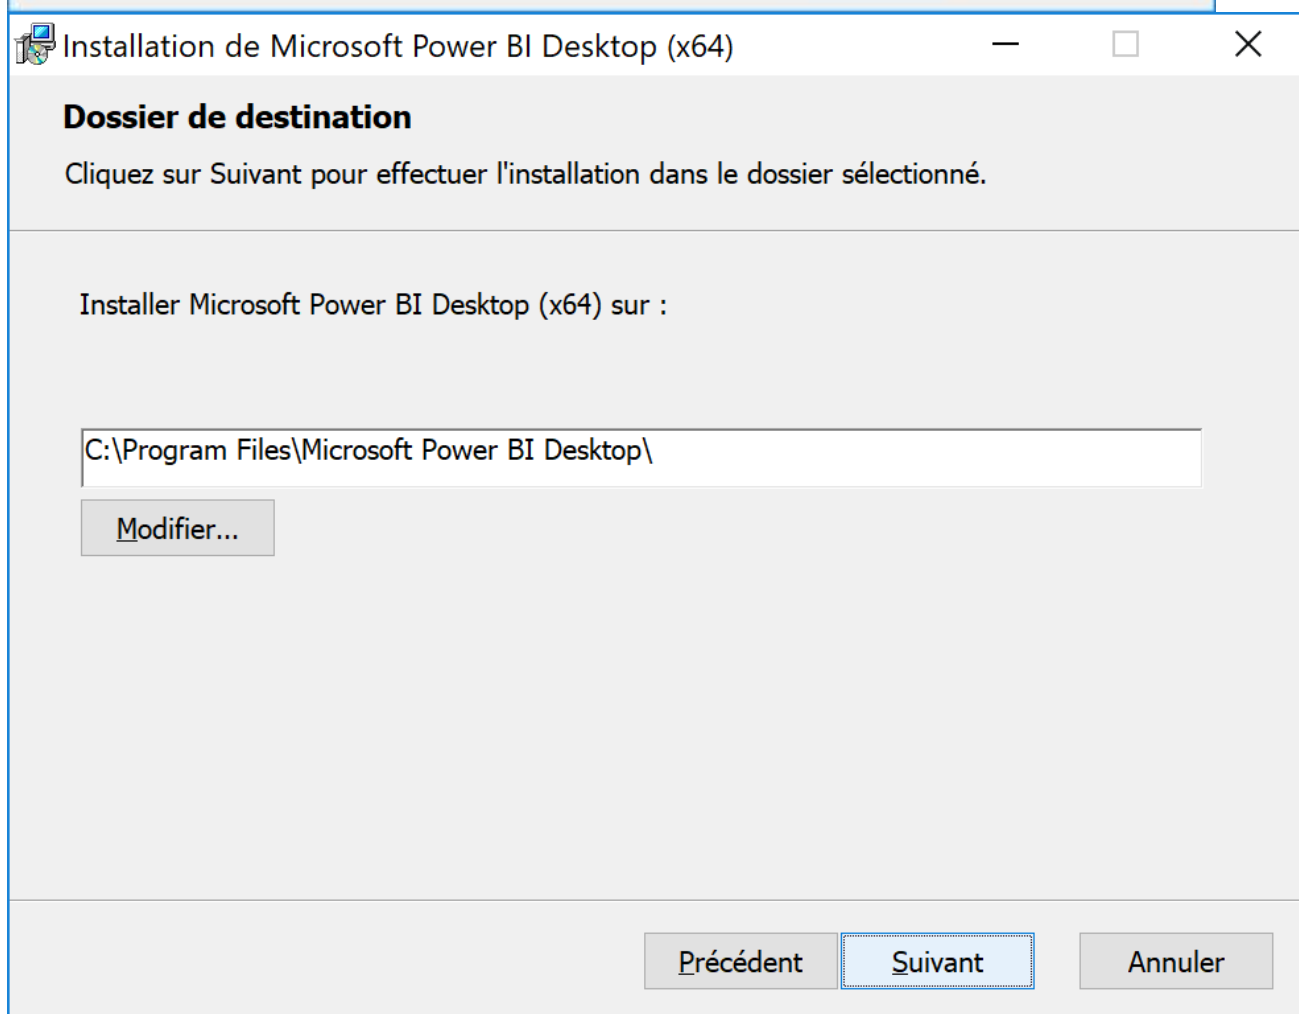 Installation de Microsoft Power BI Desktop (x64)
Dossier de destination
Cliquez sur Suivant pour effectuer l'installation dans le dossier sélectionné.
Installer Microsoft Power BI Desktop (x64) sur :
C:\Program Files\Microsoft Power BI Desktop\
Modifier...
Précédent Suivant Annuler